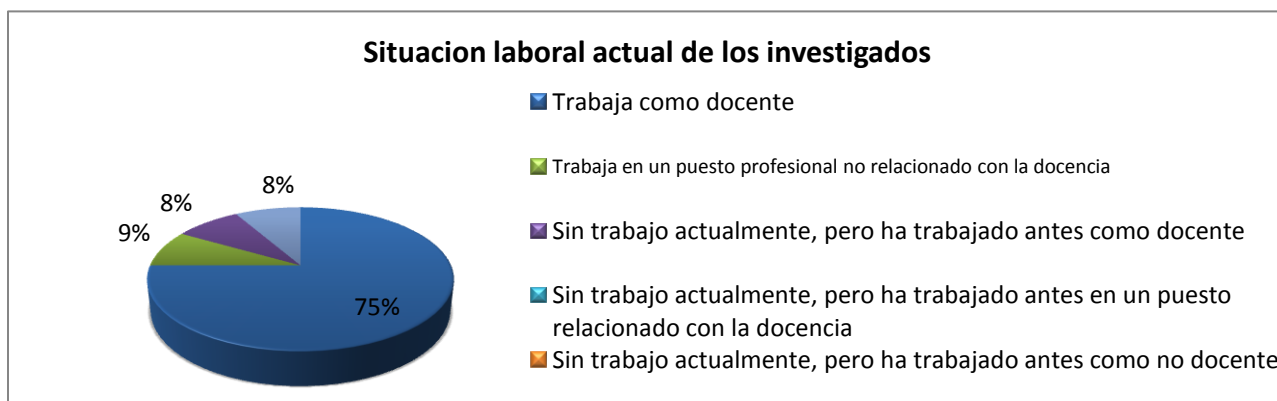 Situacion laboral actual de los investigados
Trabaja como docente
Trabaja en un puesto profesional no relacionado con la docencia
Sin trabajo actualmente, pero ha trabajado antes como docente
Sin trabajo actualmente, pero ha trabajado antes en un puesto
relacionado con la docencia
Sin trabajo actualmente, pero ha trabajado antes como no docente
8%
8%
9%
75%